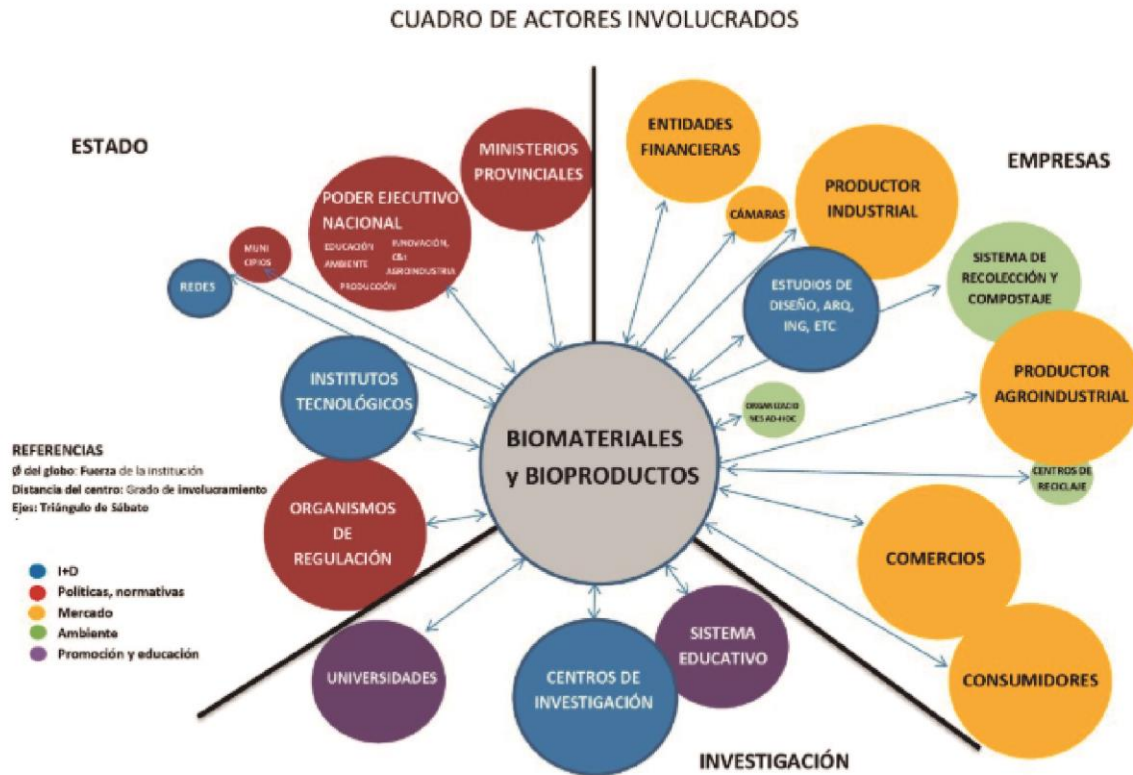 CUADRO DE ACTORES INVOLUCRADOS
ESTADO
MINISTERIOS
PROVINCIALES
PODER EJECUTIVO
NACIONAL
EDUCACIÓN
INNOVACIÓN,
AMBIENTE
AGROINDUSTRIA
PRODUCCIÓN
MUNI
CIPIOS
REDES
INSTITUTOS
TECNOLÓGICOS
ORGANISMOS
DE
REGULACIÓN
ENTIDADES
FINANCIERAS
EMPRESAS
CÁMARAS
PRODUCTOR
INDUSTRIAL
ESTUDIOS DE
DISEÑO, ARQ,
ING, ETC
SISTEMA DE
RECOLECCIÓN Y
COMPOSTAJE
PRODUCTOR
AGROINDUSTRIAL
ORGANIZACIO
NES AD-HOC
CENTROS DE
RECICLAJE
BIOMATERIALES
y BIOPRODUCTOS
COMERCIOS
CONSUMIDORES
UNIVERSIDADES
CENTROS DE
INVESTIGACIÓN
SISTEMA
EDUCATIVO
INVESTIGACIÓN
REFERENCIAS
Ø del globo: Fuerza de la institución
Distancia del centro: Grado de involucramiento
Ejes: Triángulo de Sábato
I+D
Políticas, normativas
Mercado
Ambiente
Promoción y educación